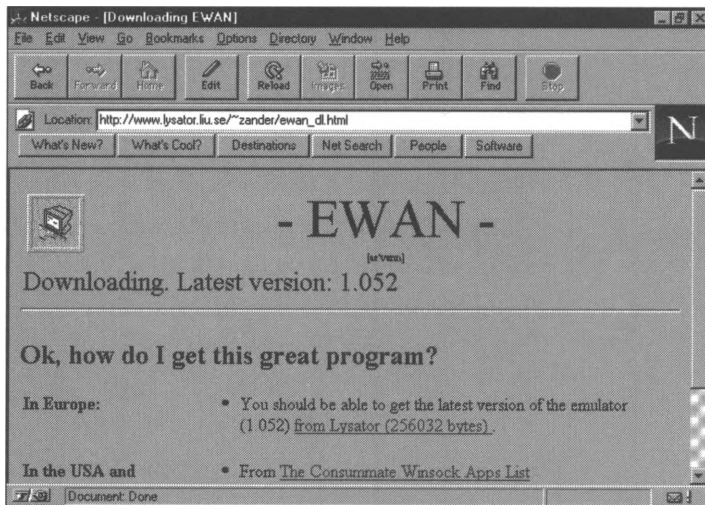 Netscape - [Downloading EWAN]
File Edit View Go Bookmarks Options Directory Window Help
Back Forward Home Edit Reload Images Open Print Find Stop
Location: http://www.lysator.liu.se/~zander/ewan_dl.html
N
What's New? What's Cool? Destinations Net Search People Software
- EWAN -
Downloading. Latest version: 1.052
Ok, how do I get this great program?
In Europe:
• You should be able to get the latest version of the emulator
(1 052) from Lysator (256032 bytes) .
In the USA and
• From The Consummate Winsock Apps List
Document: Done